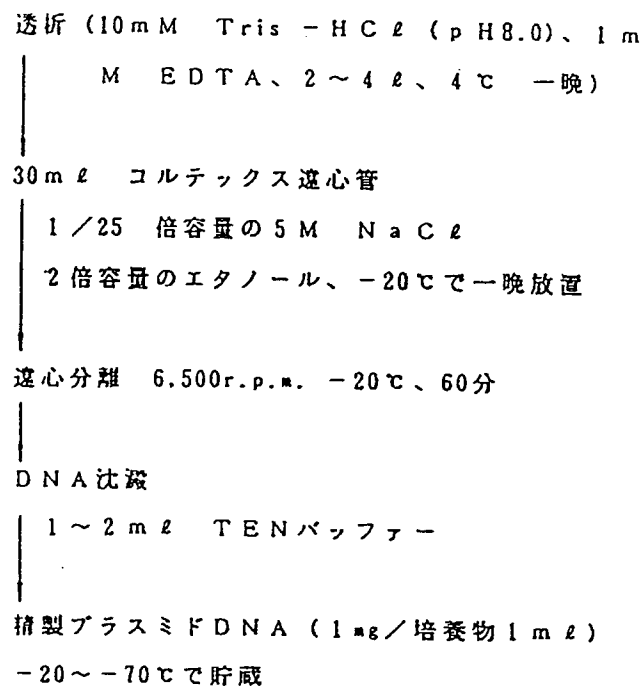 透析（10mM Tris－HCℓ（pH8.0）、1m
M EDTA、2～4ℓ、4℃ 一晩）
30mℓ コルテックス遠心管
1／25 倍容量の5M NaCℓ
2倍容量のエタノール、－20℃で一晩放置
遠心分離 6,500r.p.m. －20℃、60分
DNA沈澱
1～2mℓ TENバッファー
精製プラスミドDNA（1mg／培養物1mℓ）
－20～－70℃で貯蔵